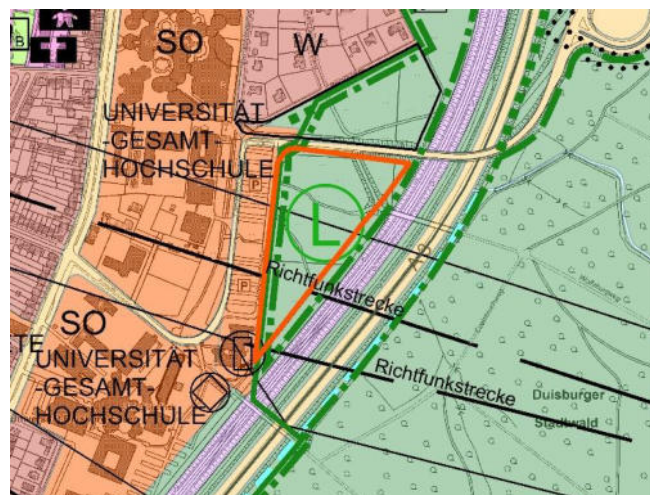 B
SO
W
UNIVERSITÄT
-GESAMT-
HOCHSCHULE
P
L
Richtfunkstrecke
P
SO
TE
UNIVERSITÄT
-GESAMT-
HOCHSCHULE
Richtfunkstrecke
Duisburger
Stadtwald